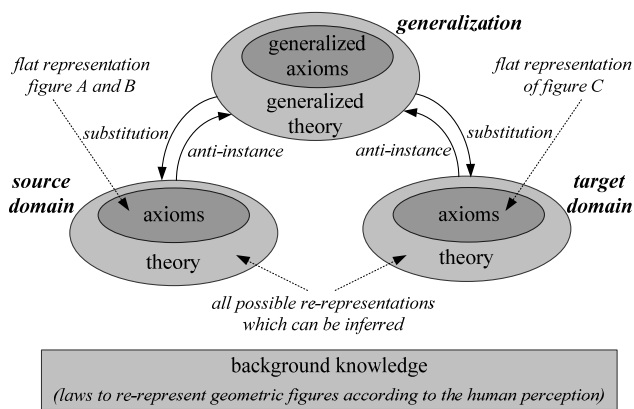 generalization
generalized
axioms
generalized
theory
flat representation
figure A and B
flat representation
of figure C
substitution
anti-instance
anti-instance
substitution
source
domain
axioms
theory
target
domain
axioms
theory
all possible re-representations
which can be inferred
background knowledge
(laws to re-represent geometric figures according to the human perception)